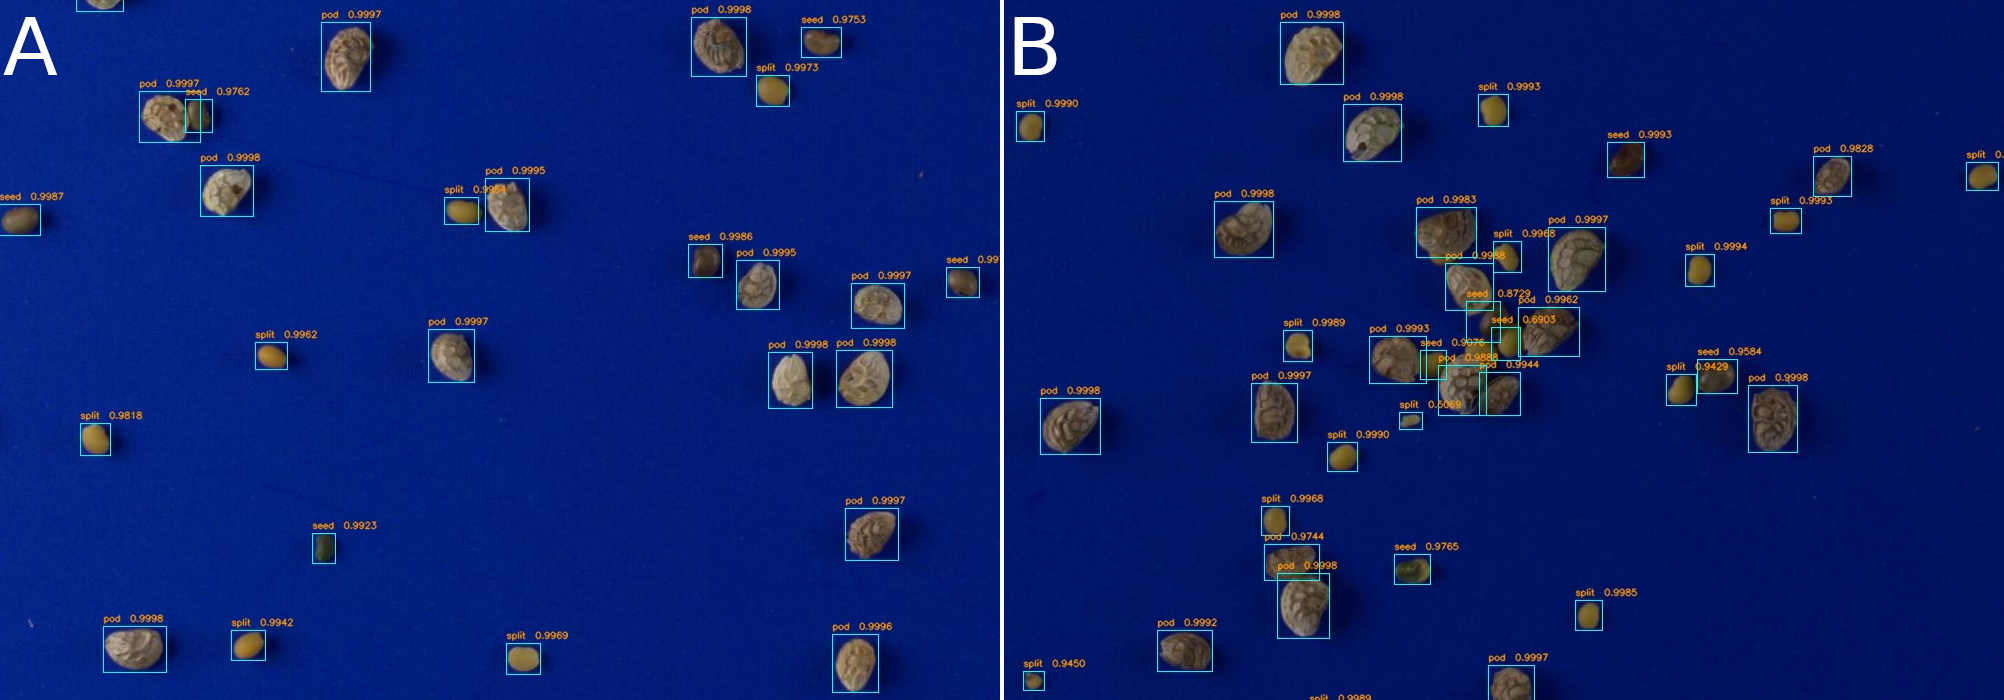 A
pod 0.9997
pod 0.9998
seed 0.9753
split 0.9973
pod 0.9997
seed 0.9762
pod 0.9998
pod 0.9995
seed 0.9987
split
seed 0.9986
pod 0.9995
seed 0.99
pod 0.9997
split 0.9962
pod 0.9997
pod 0.9998
pod 0.9998
split 0.9818
pod 0.9997
seed 0.9923
pod 0.9998
split 0.9942
split 0.9969
pod 0.9996
B
pod 0.9998
split 0.9990
pod 0.9998
split 0.9993
seed 0.9993
pod 0.9828
split 0.
pod 0.9998
pod 0.9983
split 0.9993
pod 0.9997
split 0.9968
split 0.9994
pod 0.9988
seed 0.8729
pod 0.9962
seed 0.6903
split 0.9989
pod 0.9993
seed 0.9076
pod 0.9888
pod 0.9944
seed 0.9584
split 0.9429
pod 0.9997
pod 0.9998
pod 0.9998
split 0.6069
split 0.9990
split 0.9968
pod 0.9744
seed 0.9765
pod 0.9998
split 0.9985
pod 0.9992
split 0.9450
pod 0.9997
split 0.9989